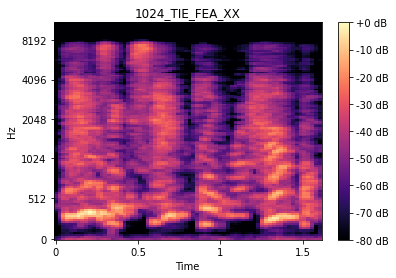 1024_TIE_FEA_XX
+0 dB
8192
-10 dB
4096
-20 dB
-30 dB
2048
Hz
-40 dB
1024
-50 dB
512
-60 dB
-70 dB
0
-80 dB
0
0.5
1
1.5
Time